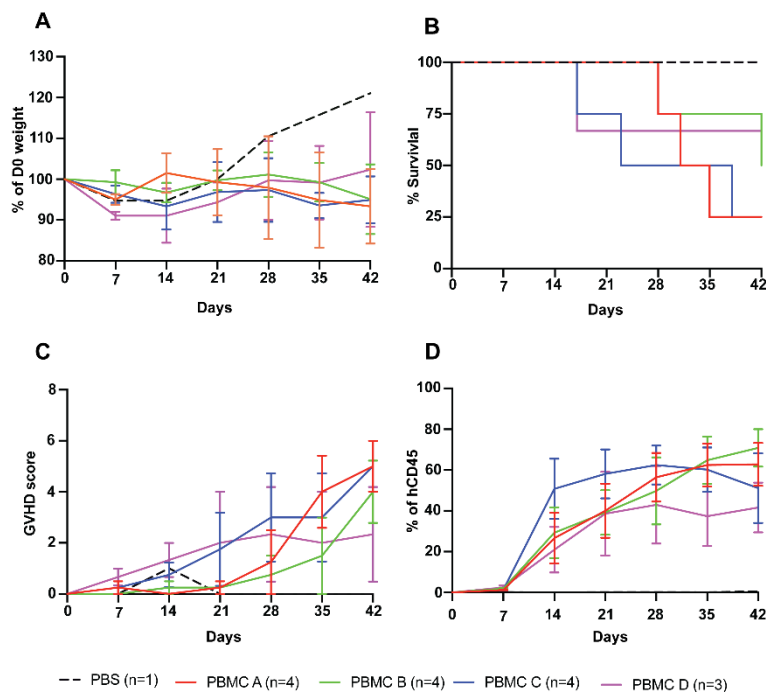 A
% of D0 weight
130
120
110
100
90
80
0 7 14 21 28 35 42
Days
B
% Survivial
100
75
50
25
0
0 7 14 21 28 35 42
Days
C
GVHD score
8
6
4
2
0
0 7 14 21 28 35 42
Days
D
% of hCD45
100
80
60
40
20
0
0 7 14 21 28 35 42
Days
PBS (n=1) PBMC A (n=4) PBMC B (n=4) PBMC C (n=4) PBMC D (n=3)